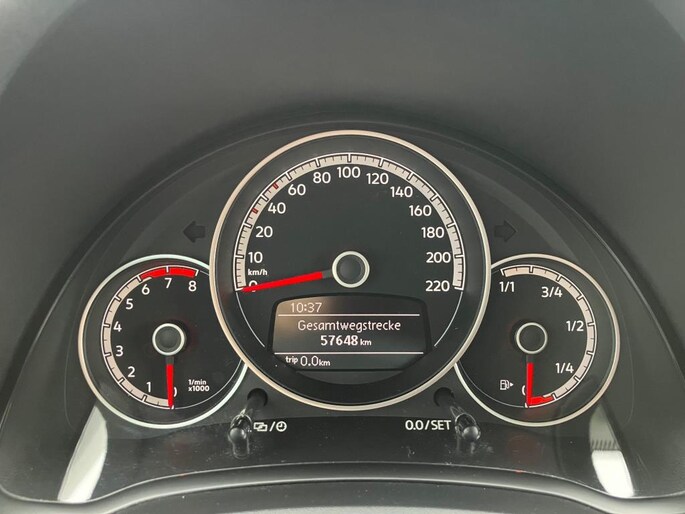 0 10 20 40 60 80 100 120 140 160 180 200 220
km/h
10:37
Gesamtwegstrecke
57648 km
trip 0.0 km
0 1 2 3 4 5 6 7 8
1/min
x1000
1/1 3/4 1/2 1/4 0
0.0/SET